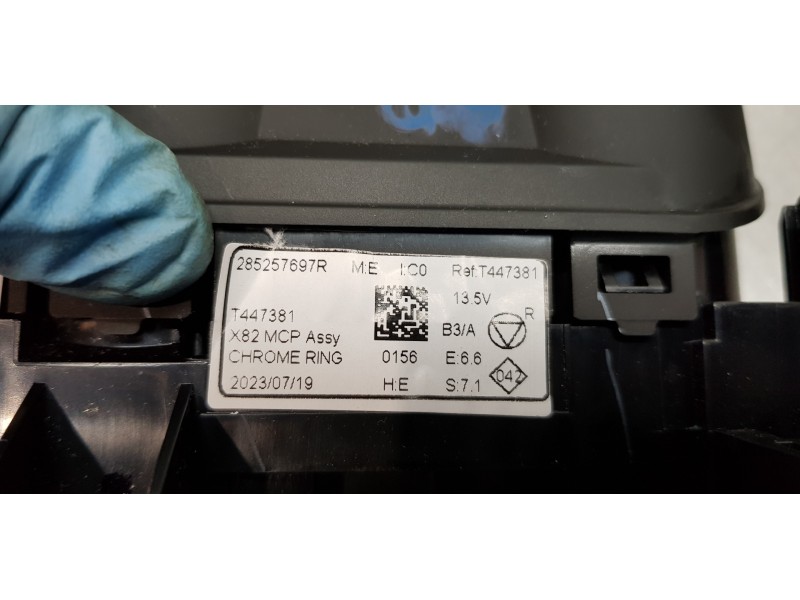 285257697R M:E I:C0 Ref:T447381
13.5V
T447381
X82 MCP Assy B3/A R
CHROME RING 0156 E:6.6
2023/07/19 H:E S:7.1 042